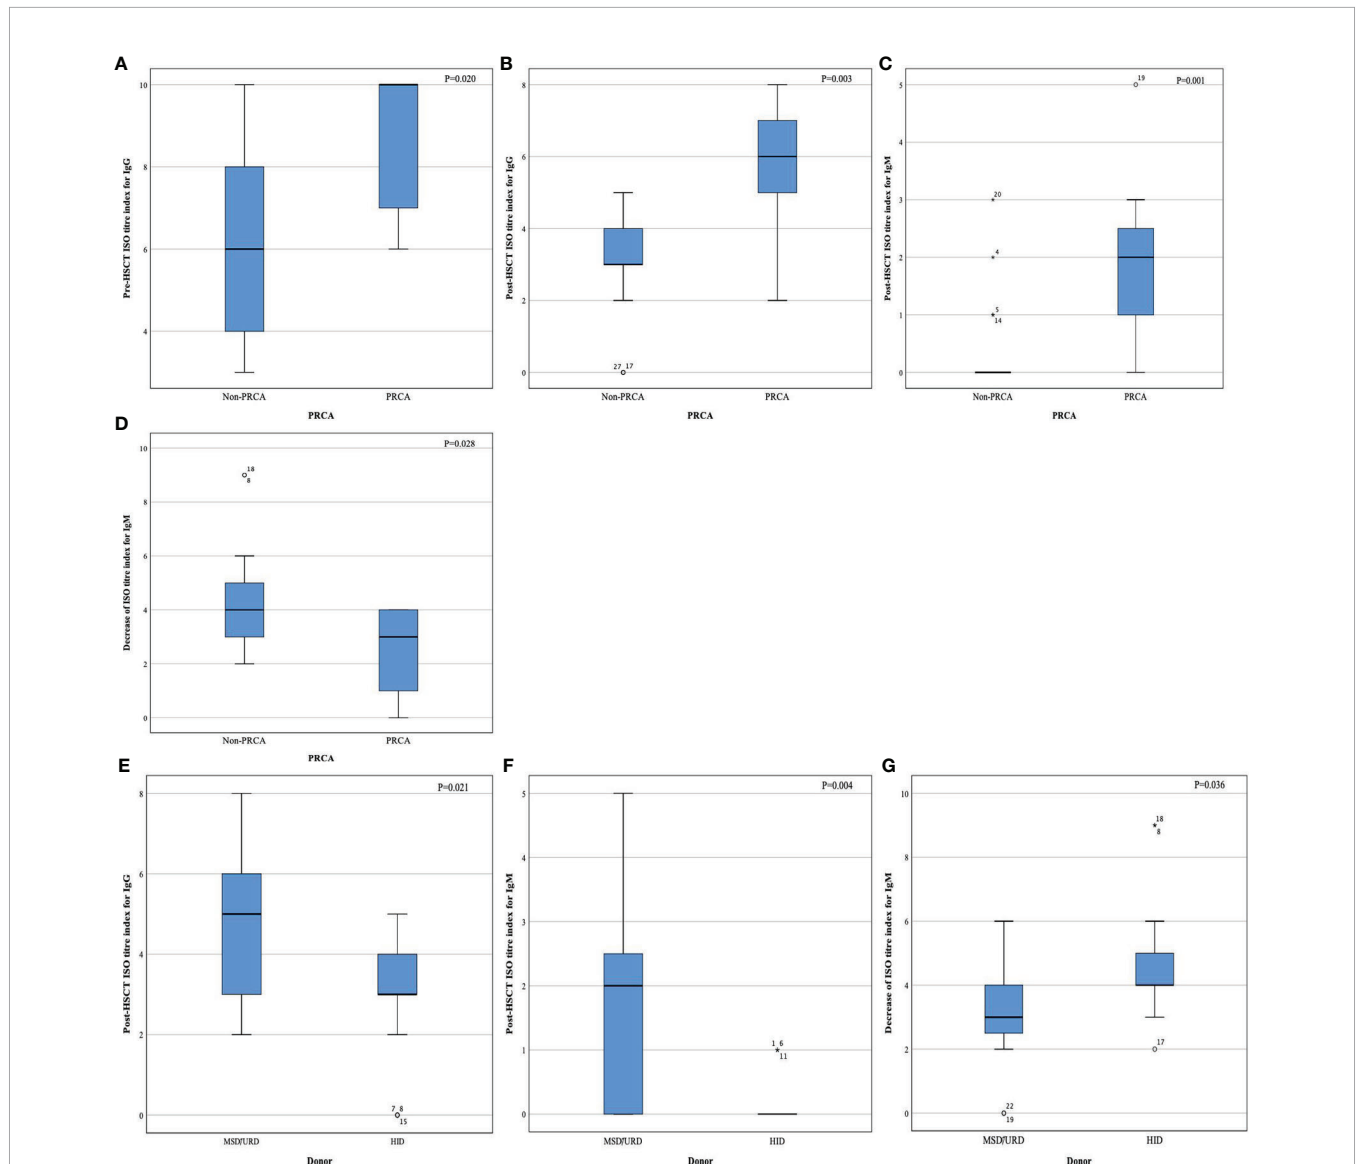 A
P=0.020
Pre-HSCT ISO titre index for IgG
10
8
6
4
Non-PRCA PRCA
PRCA
B
P=0.003
Post-HSCT ISO titre index for IgG
8
6
4
2
0
27 17
Non-PRCA PRCA
PRCA
C
P=0.001
Post-HSCT ISO titre index for IgM
5
4
3
2
1
0
19
20
4
5
14
Non-PRCA PRCA
PRCA
D
P=0.028
Decrease of ISO titre index for IgM
10
8
6
4
2
0
18
8
Non-PRCA PRCA
PRCA
E
P=0.021
Post-HSCT ISO titre index for IgG
8
6
4
2
0
7 8
15
MSD/URD HID
Donor
F
P=0.004
Post-HSCT ISO titre index for IgM
5
4
3
2
1
0
1 6
11
MSD/URD HID
Donor
G
P=0.036
Decrease of ISO titre index for IgM
10
8
6
4
2
0
18
8
17
22
19
MSD/URD HID
Donor